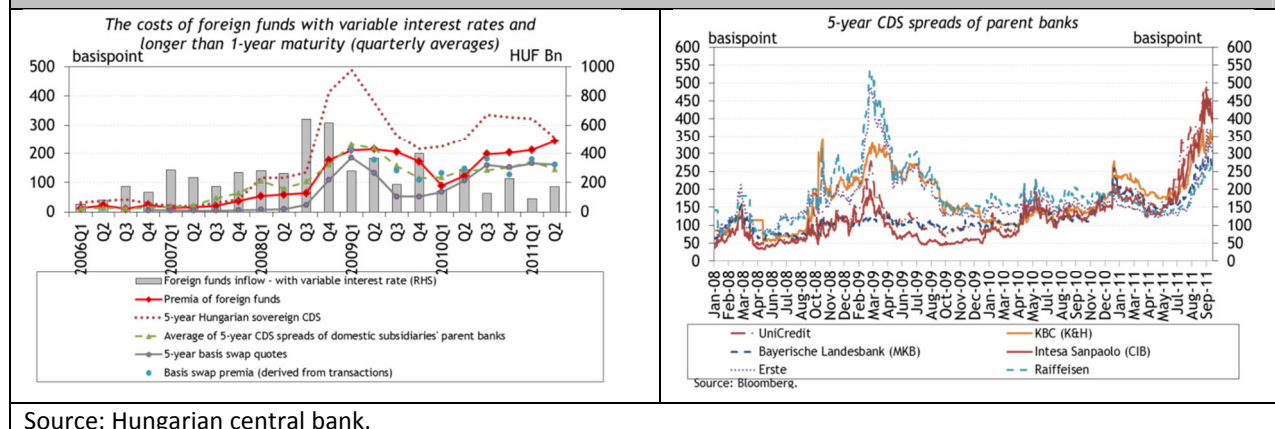 The costs of foreign funds with variable interest rates and
longer than 1-year maturity (quarterly averages)
basispoint
HUF Bn
500
400
300
200
100
0
1000
800
600
400
200
0
2006Q1
Q2
Q3
Q4
2007Q1
Q2
Q3
Q4
2008Q1
Q2
Q3
Q4
2009Q1
Q2
Q3
Q4
2010Q1
Q2
Q3
Q4
2011Q1
Q2
Foreign funds inflow - with variable interest rate (RHS)
Premia of foreign funds
5-year Hungarian sovereign CDS
Average of 5-year CDS spreads of domestic subsidiaries' parent banks
5-year basis swap quotes
Basis swap premia (derived from transactions)
5-year CDS spreads of parent banks
basispoint
basispoint
600
550
500
450
400
350
300
250
200
150
100
50
0
600
550
500
450
400
350
300
250
200
150
100
50
0
Jan-08
Feb-08
Mar-08
Apr-08
Jun-08
Jul-08
Aug-08
Oct-08
Nov-08
Dec-08
Jan-09
Mar-09
Apr-09
Jun-09
Jul-09
Aug-09
Oct-09
Nov-09
Dec-09
Jan-10
Mar-10
Apr-10
May-10
Jul-10
Aug-10
Sep-10
Nov-10
Dec-10
Jan-11
Mar-11
Apr-11
May-11
Jul-11
Aug-11
Sep-11
UniCredit
KBC (K&H)
Bayerische Landesbank (MKB)
Intesa Sanpaolo (CIB)
Erste
Raiffeisen
Source: Bloomberg.
Source: Hungarian central bank.